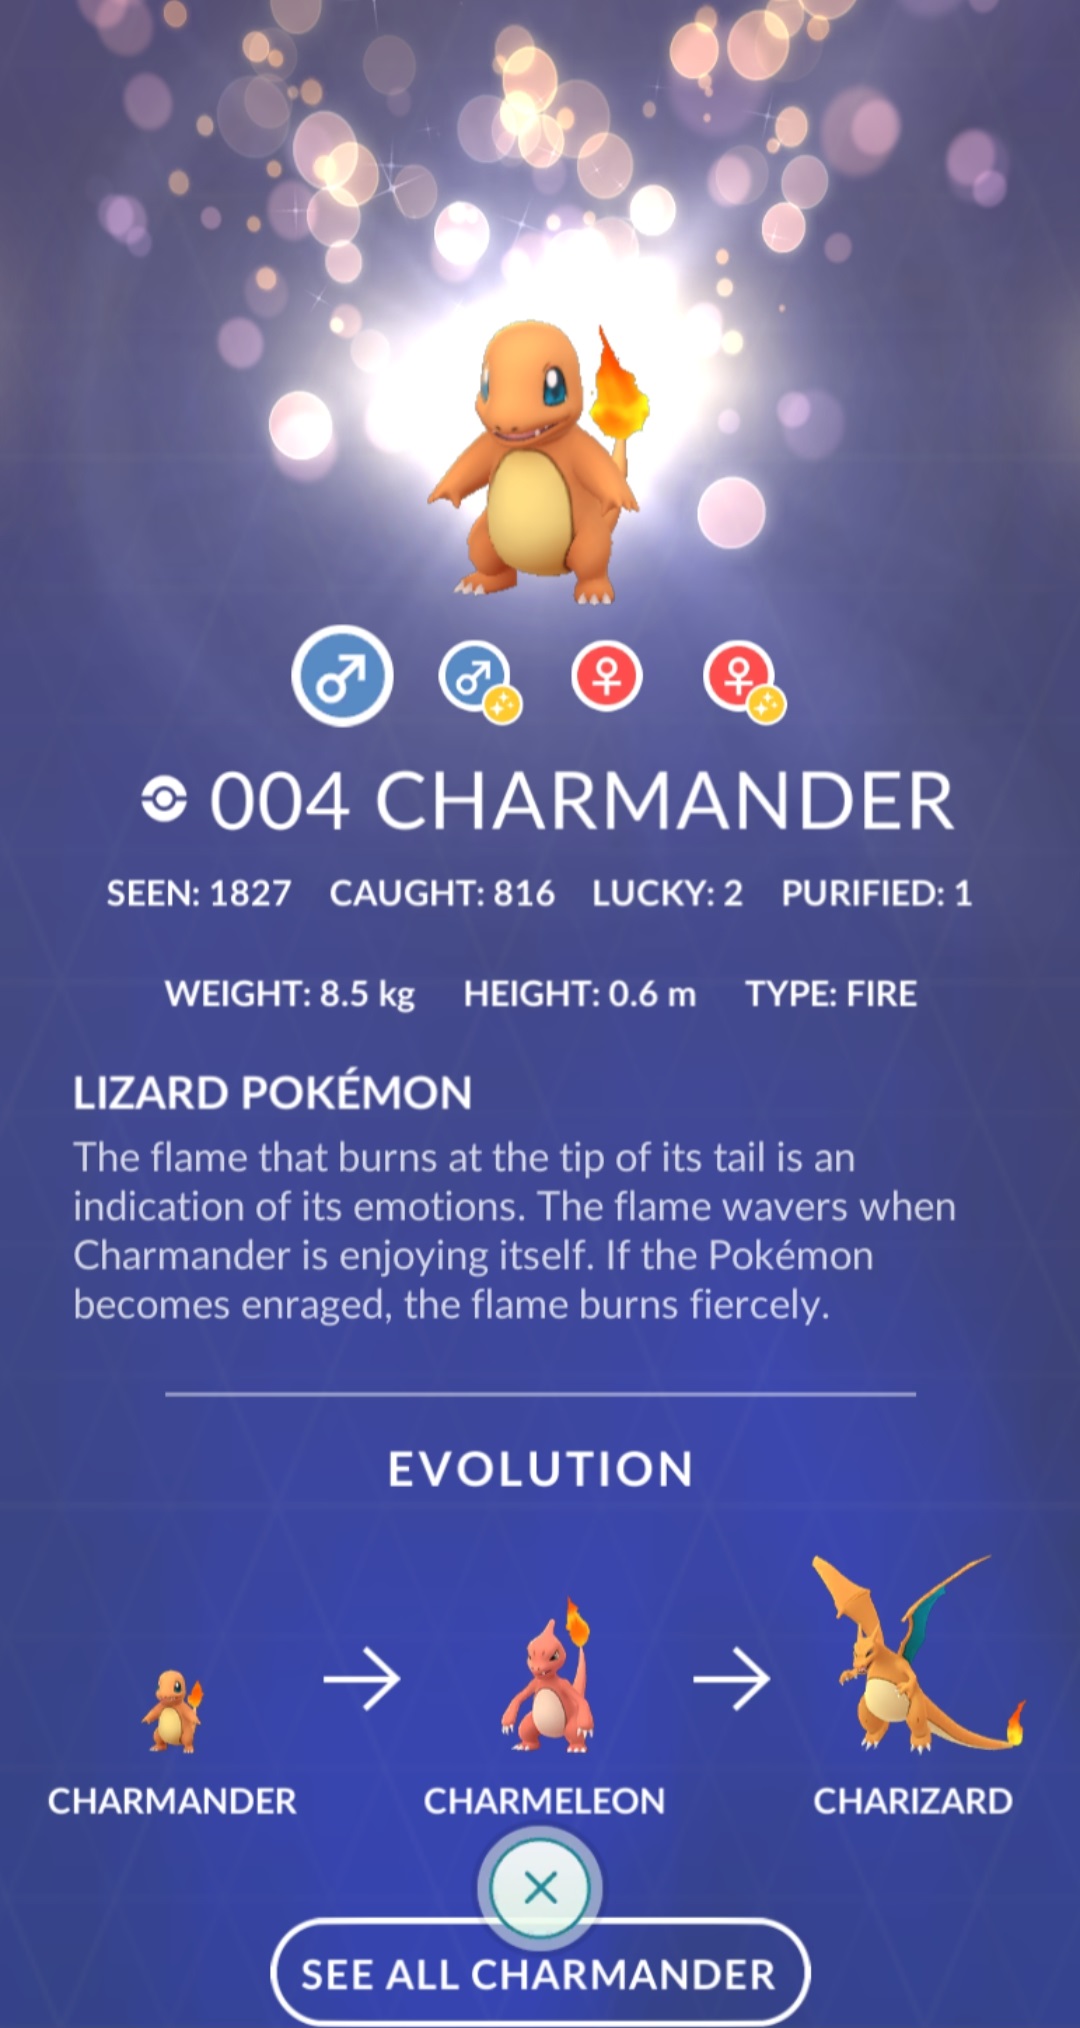 004 CHARMANDER
SEEN: 1827 CAUGHT: 816 LUCKY: 2 PURIFIED: 1
WEIGHT: 8.5 kg HEIGHT: 0.6 m TYPE: FIRE
LIZARD POKÉMON
The flame that burns at the tip of its tail is an
indication of its emotions. The flame wavers when
Charmander is enjoying itself. If the Pokémon
becomes enraged, the flame burns fiercely.
EVOLUTION
CHARMANDER CHARMELEON CHARIZARD
SEE ALL CHARMANDER